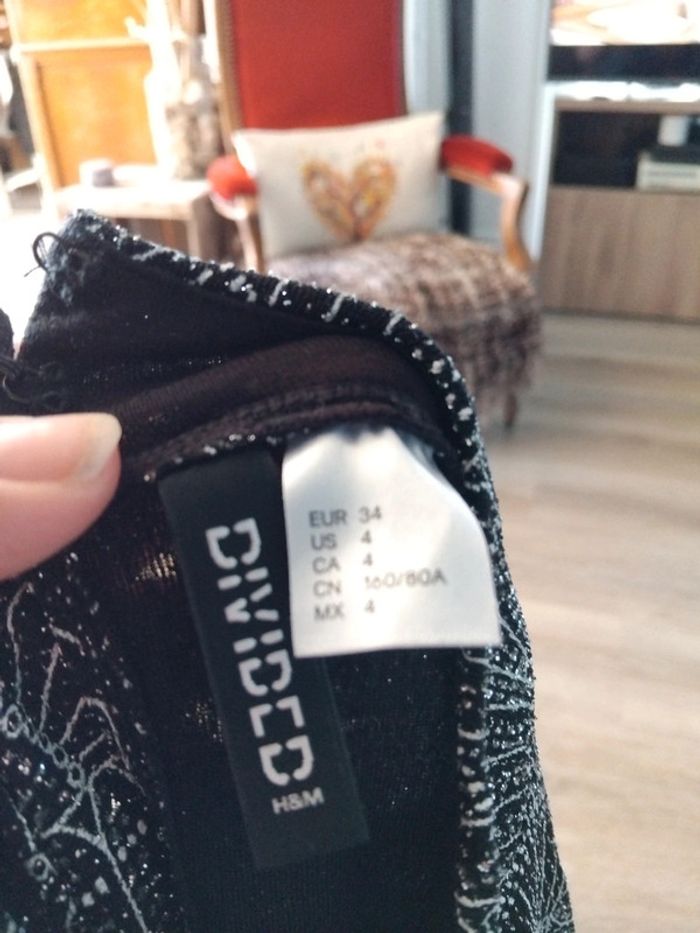 DIVIDED
H&M
EUR 34
US 4
CA 4
CN 160/80A
MX 4